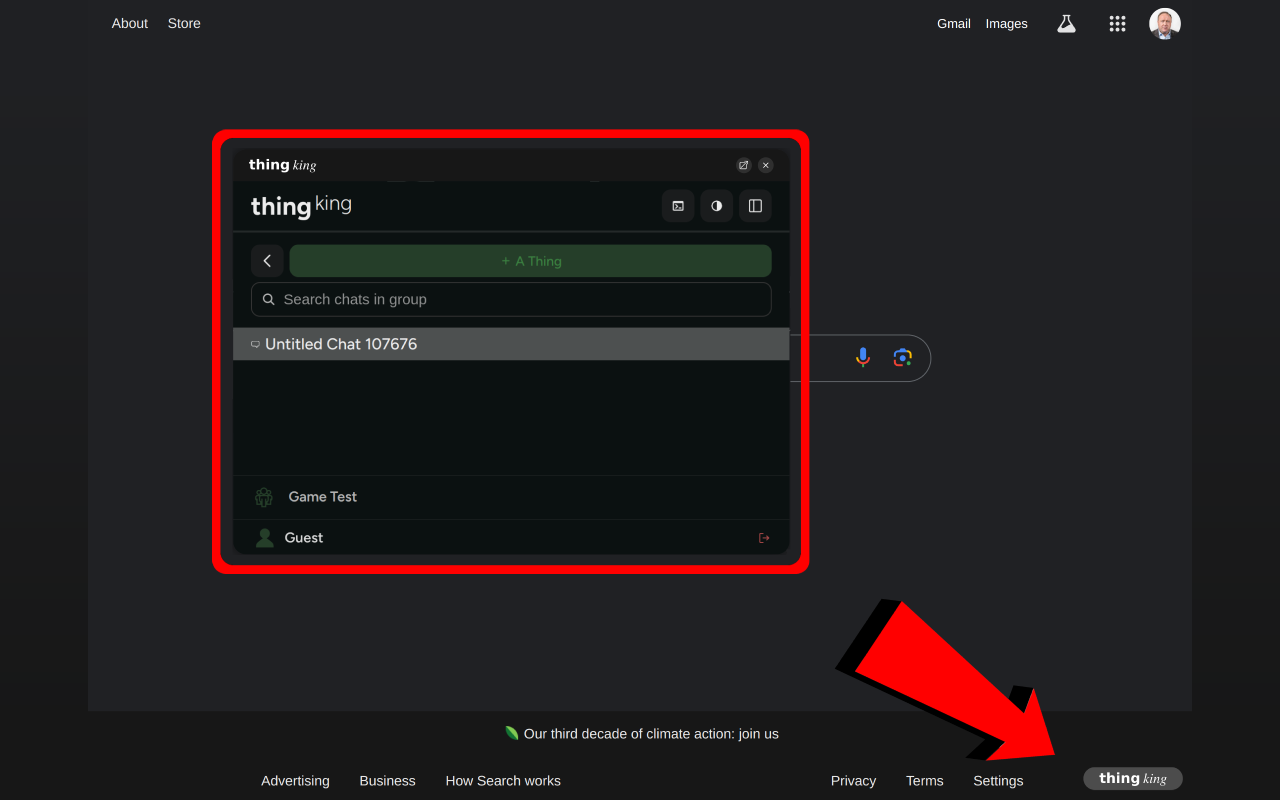 About Store
Gmail Images
thing king
thing king
+ A Thing
Search chats in group
Untitled Chat 107676
Game Test
Guest
Our third decade of climate action: join us
Advertising Business How Search works
Privacy Terms Settings
thing king